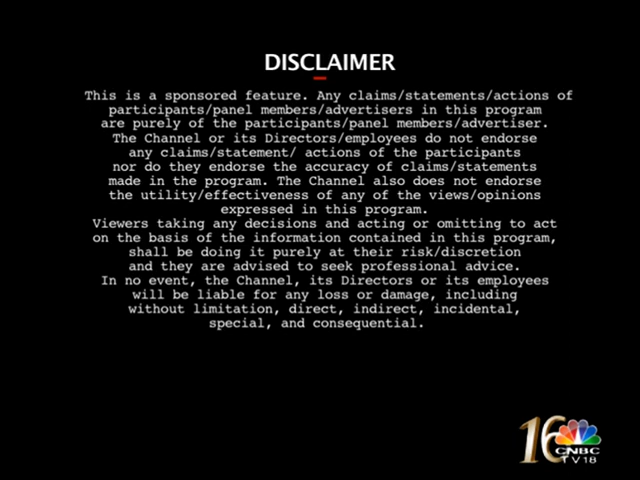 DISCLAIMER
This is a sponsored feature. Any claims/statements/actions of
participants/panel members/advertisers in this program
are purely of the participants/panel members/advertiser.
The Channel or its Directors/employees do not endorse
any claims/statement/ actions of the participants
nor do they endorse the accuracy of claims/statements
made in the program. The Channel also does not endorse
the utility/effectiveness of any of the views/opinions
expressed in this program.
Viewers taking any decisions and acting or omitting to act
on the basis of the information contained in this program,
shall be doing it purely at their risk/discretion
and they are advised to seek professional advice.
In no event, the Channel, its Directors or its employees
will be liable for any loss or damage, including
without limitation, direct, indirect, incidental,
special, and consequential.
16
CNBC
TV18